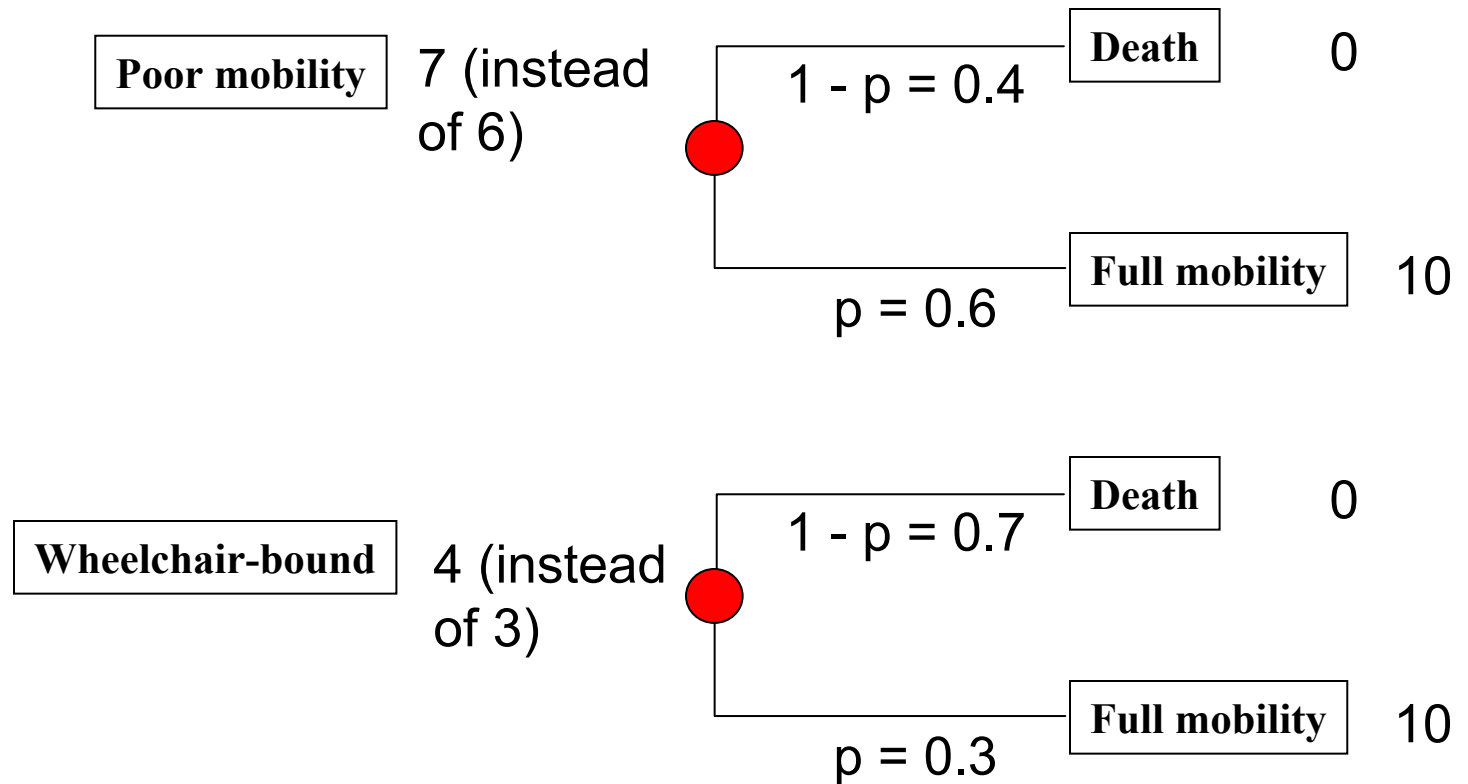 Poor mobility
7 (instead
of 6)
1 - p = 0.4
Death
0
p = 0.6
Full mobility
10
Wheelchair-bound
4 (instead
of 3)
1 - p = 0.7
Death
0
p = 0.3
Full mobility
10